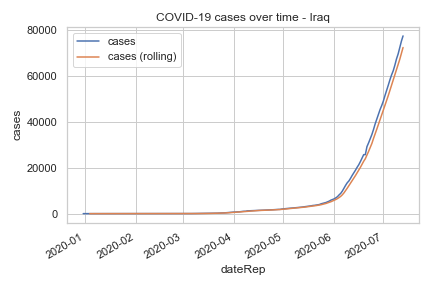 COVID-19 cases over time - Iraq
cases
cases (rolling)
80000
60000
40000
20000
0
cases
2020-01
2020-02
2020-03
2020-04
2020-05
2020-06
2020-07
dateRep